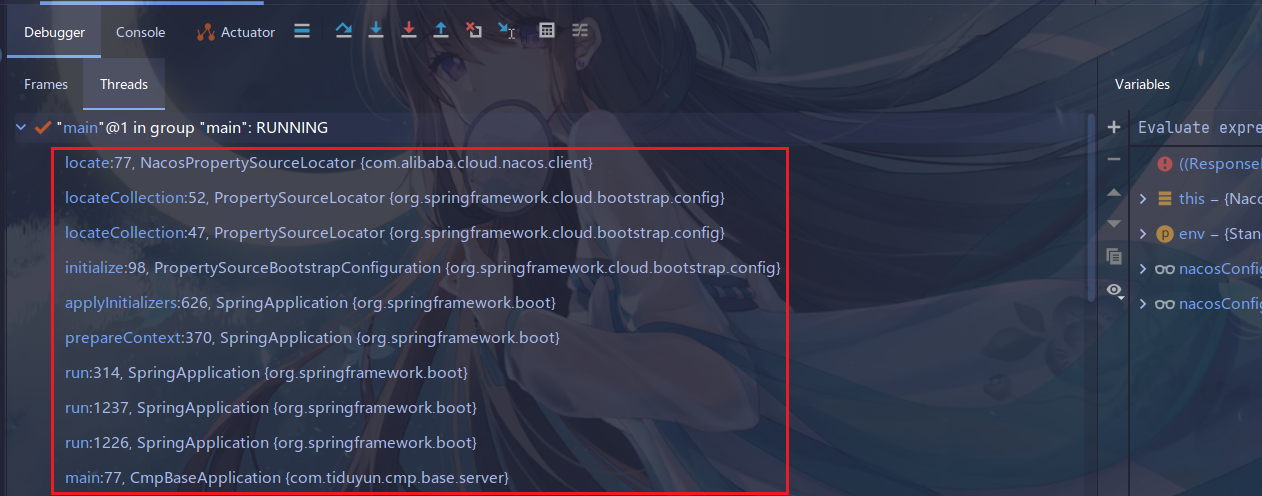 Debugger Console Actuator
Frames Threads Variables
"main"@1 in group "main": RUNNING
Evaluate expre
locate:77, NacosPropertySourceLocator {com.alibaba.cloud.nacos.client}
((Response
locateCollection:52, PropertySourceLocator {org.springframework.cloud.bootstrap.config}
this – {Naco
locateCollection:47, PropertySourceLocator {org.springframework.cloud.bootstrap.config}
p env – {Stan
initialize:98, PropertySourceBootstrapConfiguration {org.springframework.cloud.bootstrap.config}
nacosConfig
applyInitializers:626, SpringApplication {org.springframework.boot}
nacosConfig
prepareContext:370, SpringApplication {org.springframework.boot}
run:314, SpringApplication {org.springframework.boot}
run:1237, SpringApplication {org.springframework.boot}
run:1226, SpringApplication {org.springframework.boot}
main:77, CmpBaseApplication {com.tiduyun.cmp.base.server}